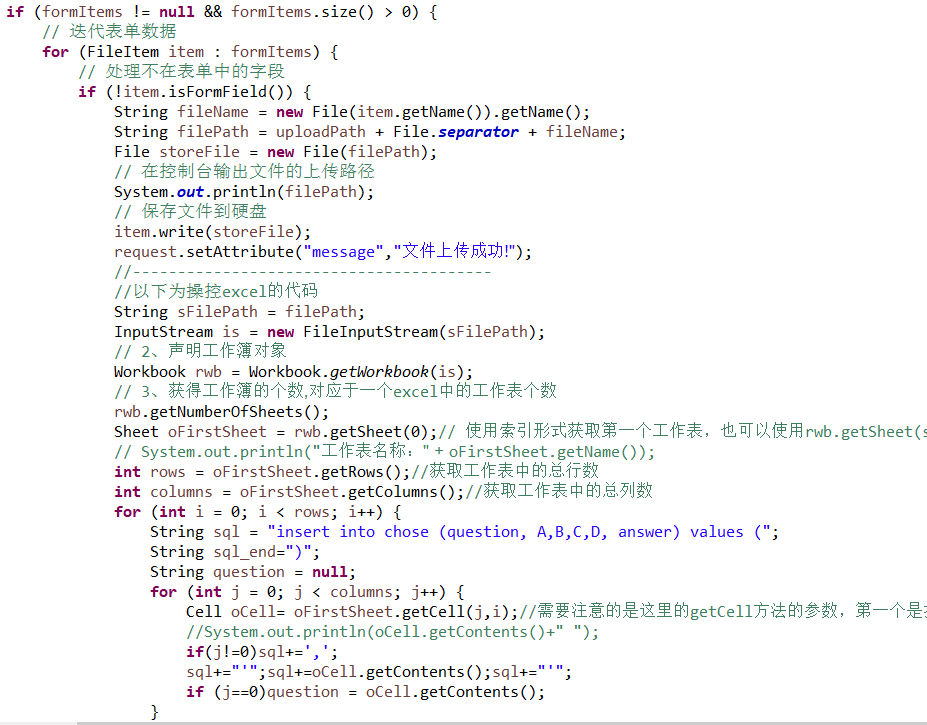 if (formItems != null && formItems.size() > 0) {
    // 迭代表单数据
    for (FileItem item : formItems) {
        // 处理不在表单中的字段
        if (!item.isFormField()) {
            String fileName = new File(item.getName()).getName();
            String filePath = uploadPath + File.separator + fileName;
            File storeFile = new File(filePath);
            // 在控制台输出文件的上传路径
            System.out.println(filePath);
            // 保存文件到硬盘
            item.write(storeFile);
            request.setAttribute("message","文件上传成功!");
            //----------------------------------------
            //以下为操控excel的代码
            String sFilePath = filePath;
            InputStream is = new FileInputStream(sFilePath);
            // 2、声明工作簿对象
            Workbook rwb = Workbook.getWorkbook(is);
            // 3、获得工作簿的个数,对应于一个excel中的工作表个数
            rwb.getNumberOfSheets();
            Sheet oFirstSheet = rwb.getSheet(0);// 使用索引形式获取第一个工作表，也可以使用rwb.getSheet(s
            // System.out.println("工作表名称：" + oFirstSheet.getName());
            int rows = oFirstSheet.getRows();//获取工作表中的总行数
            int columns = oFirstSheet.getColumns();//获取工作表中的总列数
            for (int i = 0; i < rows; i++) {
                String sql = "insert into chose (question, A,B,C,D, answer) values (";
                String sql_end=")";
                String question = null;
                for (int j = 0; j < columns; j++) {
                    Cell oCell= oFirstSheet.getCell(j,i);//需要注意的是这里的getCell方法的参数，第一个是
                    //System.out.println(oCell.getContents()+" ");
                    if(j!=0)sql+=',';
                    sql+="'";sql+=oCell.getContents();sql+="'";
                    if (j==0)question = oCell.getContents();
                }